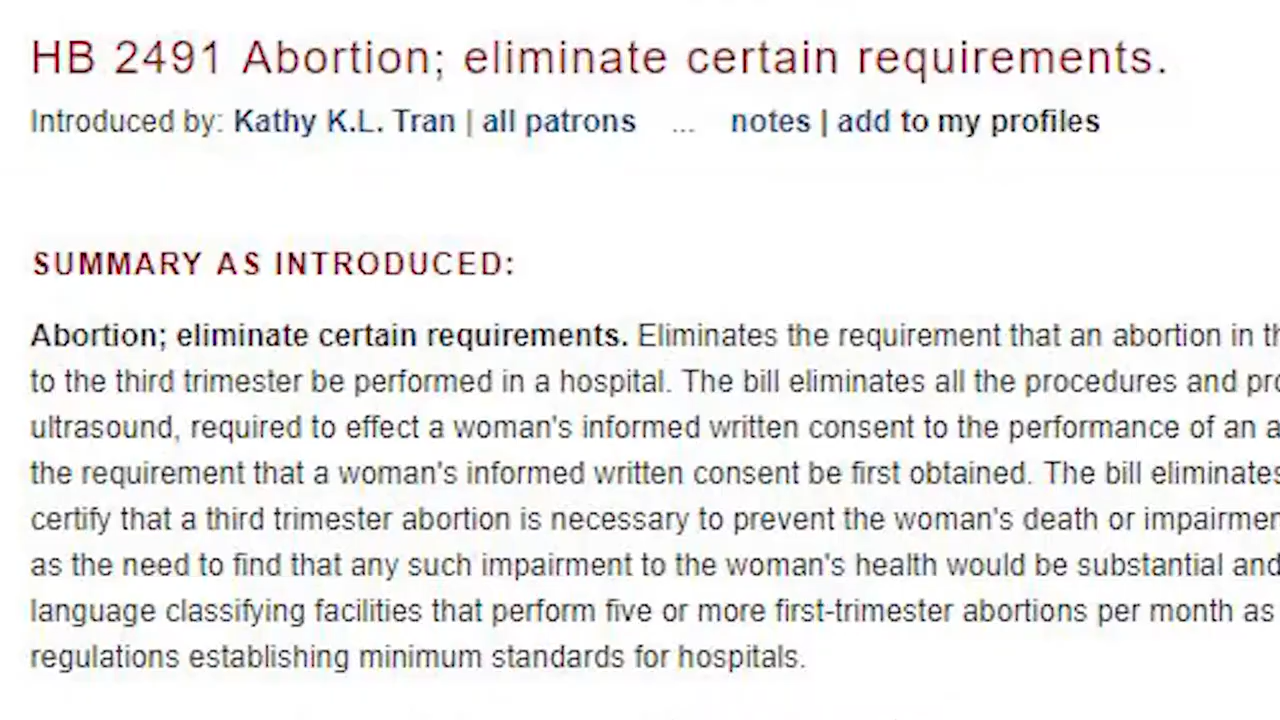 HB 2491 Abortion; eliminate certain requirements.
Introduced by: Kathy K.L. Tran | all patrons ... notes | add to my profiles
SUMMARY AS INTRODUCED:
Abortion; eliminate certain requirements. Eliminates the requirement that an abortion in
to the third trimester be performed in a hospital. The bill eliminates all the procedures and
ultrasound, required to effect a woman's informed written consent to the performance of an
the requirement that a woman's informed written consent be first obtained. The bill eliminates
certify that a third trimester abortion is necessary to prevent the woman's death or
as the need to find that any such impairment to the woman's health would be substantial and
language classifying facilities that perform five or more first-trimester abortions per month as
regulations establishing minimum standards for hospitals.